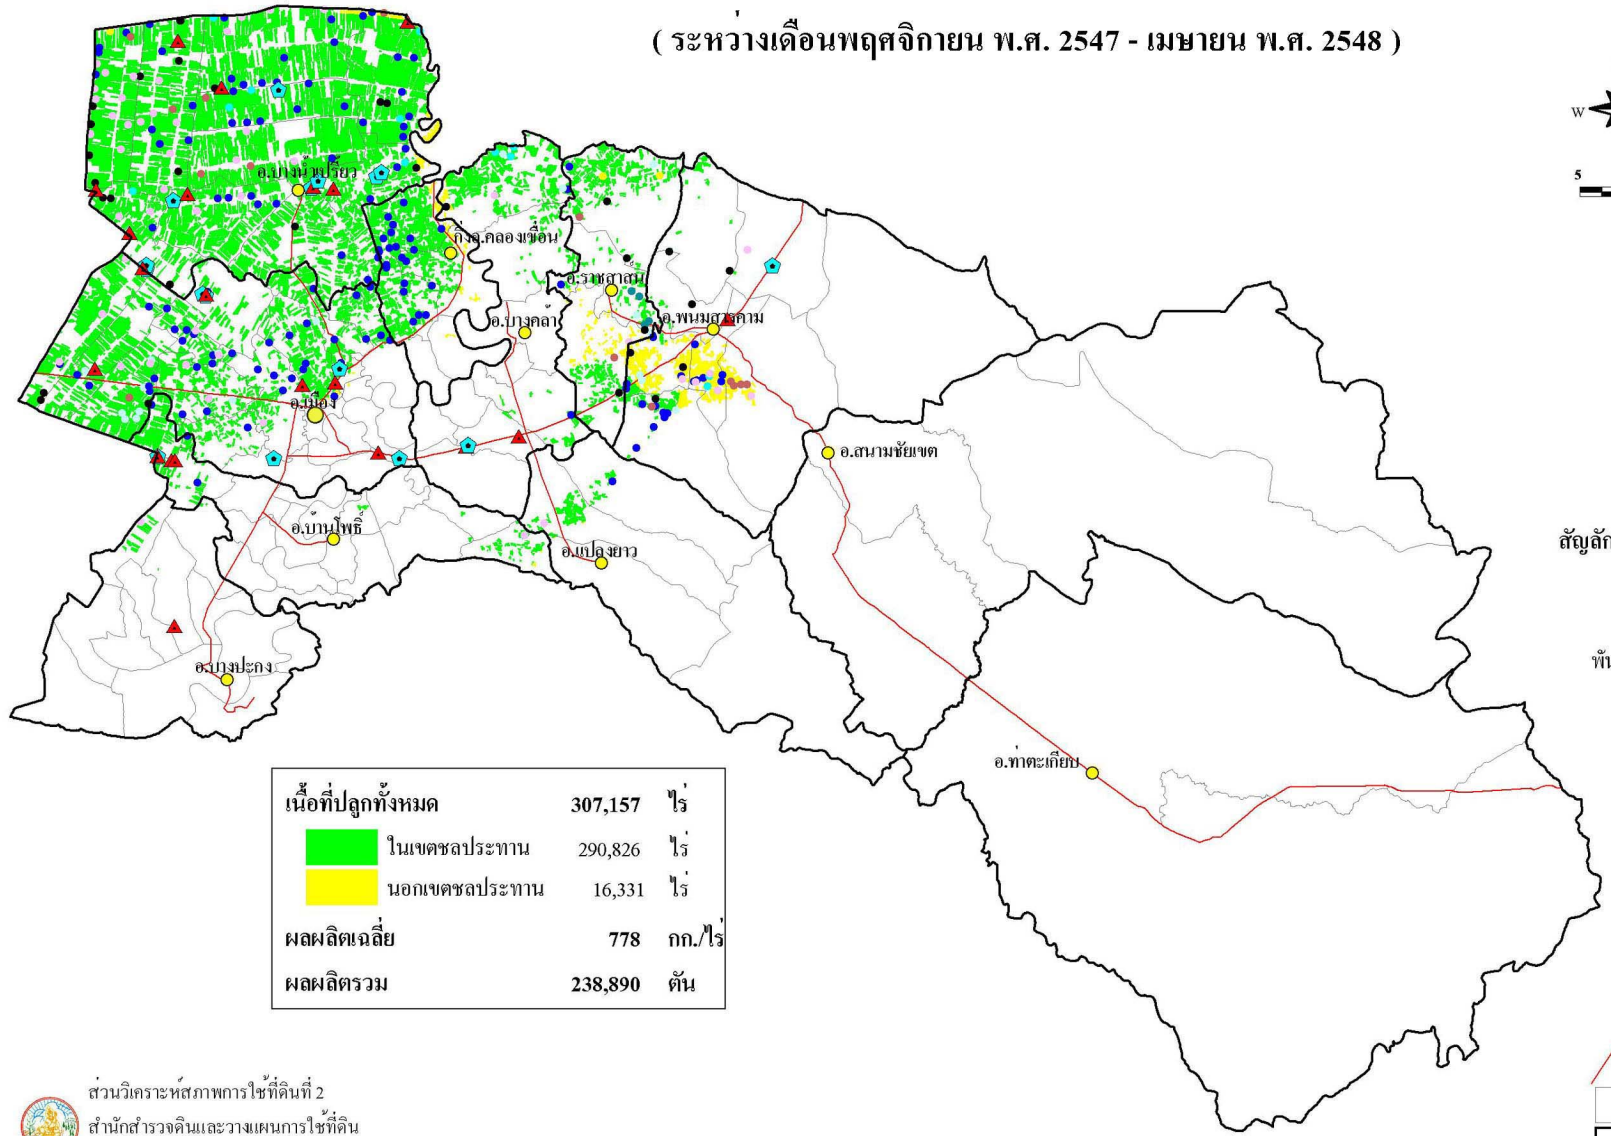 ( ระหว่างเดือนพฤศจิกายน พ.ศ. 2547 - เมษายน พ.ศ. 2548 )
W
5
อ.บางน้ำเปรี้ยว
กิ่งอ.คลองเขื่อน
อ.ราชสาส์น
อ.บางคล้า
อ.พนมสารคาม
N
อ.เมือง
อ.สนามชัยเขต
อ.บ้านโพธิ์
อ.แปลงยาว
สัญลัก
พัน
อ.บางปะกง
อ.ท่าตะเกียบ
เนื้อที่ปลูกทั้งหมด 307,157 ไร่
ในเขตชลประทาน 290,826 ไร่
นอกเขตชลประทาน 16,331 ไร่
ผลผลิตเฉลี่ย 778 กก./ไร่
ผลผลิตรวม 238,890 ตัน
ส่วนวิเคราะห์สภาพการใช้ที่ดินที่ 2
สำนักสำรวจดินและวางแผนการใช้ที่ดิน